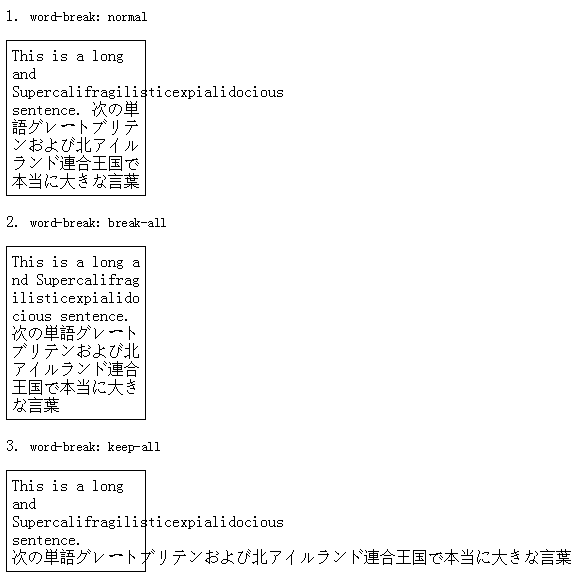 1. word-break: normal
This is a long
and
Supercalifragilisticexpialidocious
sentence. 次の単
語グレートブリテ
ンおよび北アイル
ランド連合王国で
本当に大きな言葉
2. word-break: break-all
This is a long a
nd Supercalifrag
ilisticexpialido
cious sentence.
次の単語グレート
ブリテンおよび北
アイルランド連合
王国で本当に大き
な言葉
3. word-break: keep-all
This is a long
and
Supercalifragilisticexpialidocious
sentence.
次の単語グレートブリテンおよび北アイルランド連合王国で本当に大きな言葉